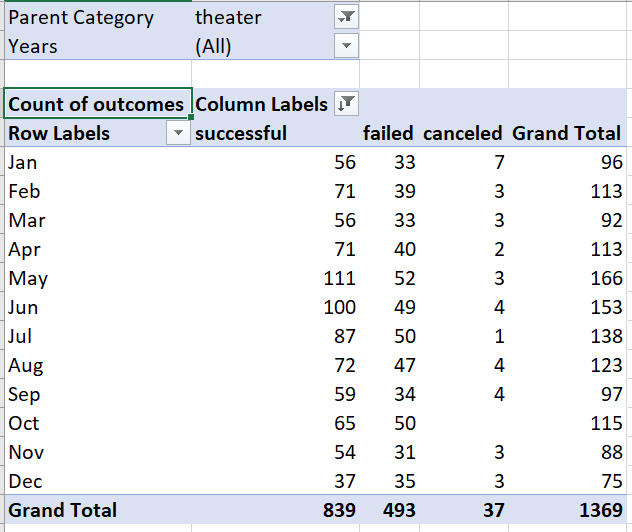 Parent Category theater
Years (All)
Count of outcomes Column Labels
Row Labels successful failed canceled Grand Total
Jan 56 33 7 96
Feb 71 39 3 113
Mar 56 33 3 92
Apr 71 40 2 113
May 111 52 3 166
Jun 100 49 4 153
Jul 87 50 1 138
Aug 72 47 4 123
Sep 59 34 4 97
Oct 65 50 115
Nov 54 31 3 88
Dec 37 35 3 75
Grand Total 839 493 37 1369